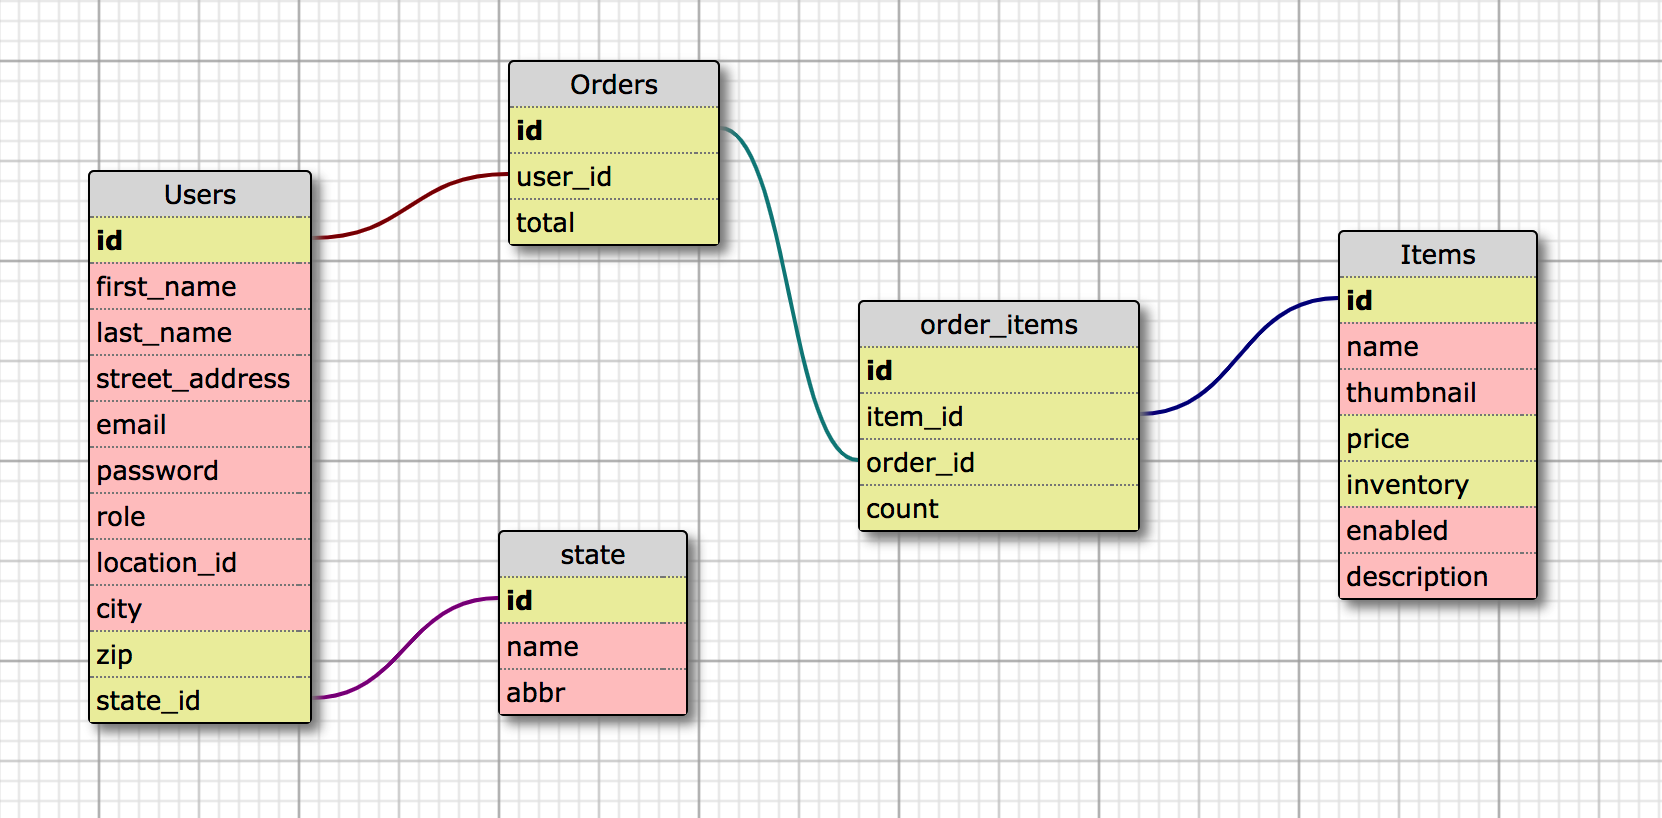 Orders
id
user_id
total
Users
id
first_name
last_name
street_address
email
password
role
location_id
city
zip
state_id
Items
id
name
thumbnail
price
inventory
enabled
description
order_items
id
item_id
order_id
count
state
id
name
abbr